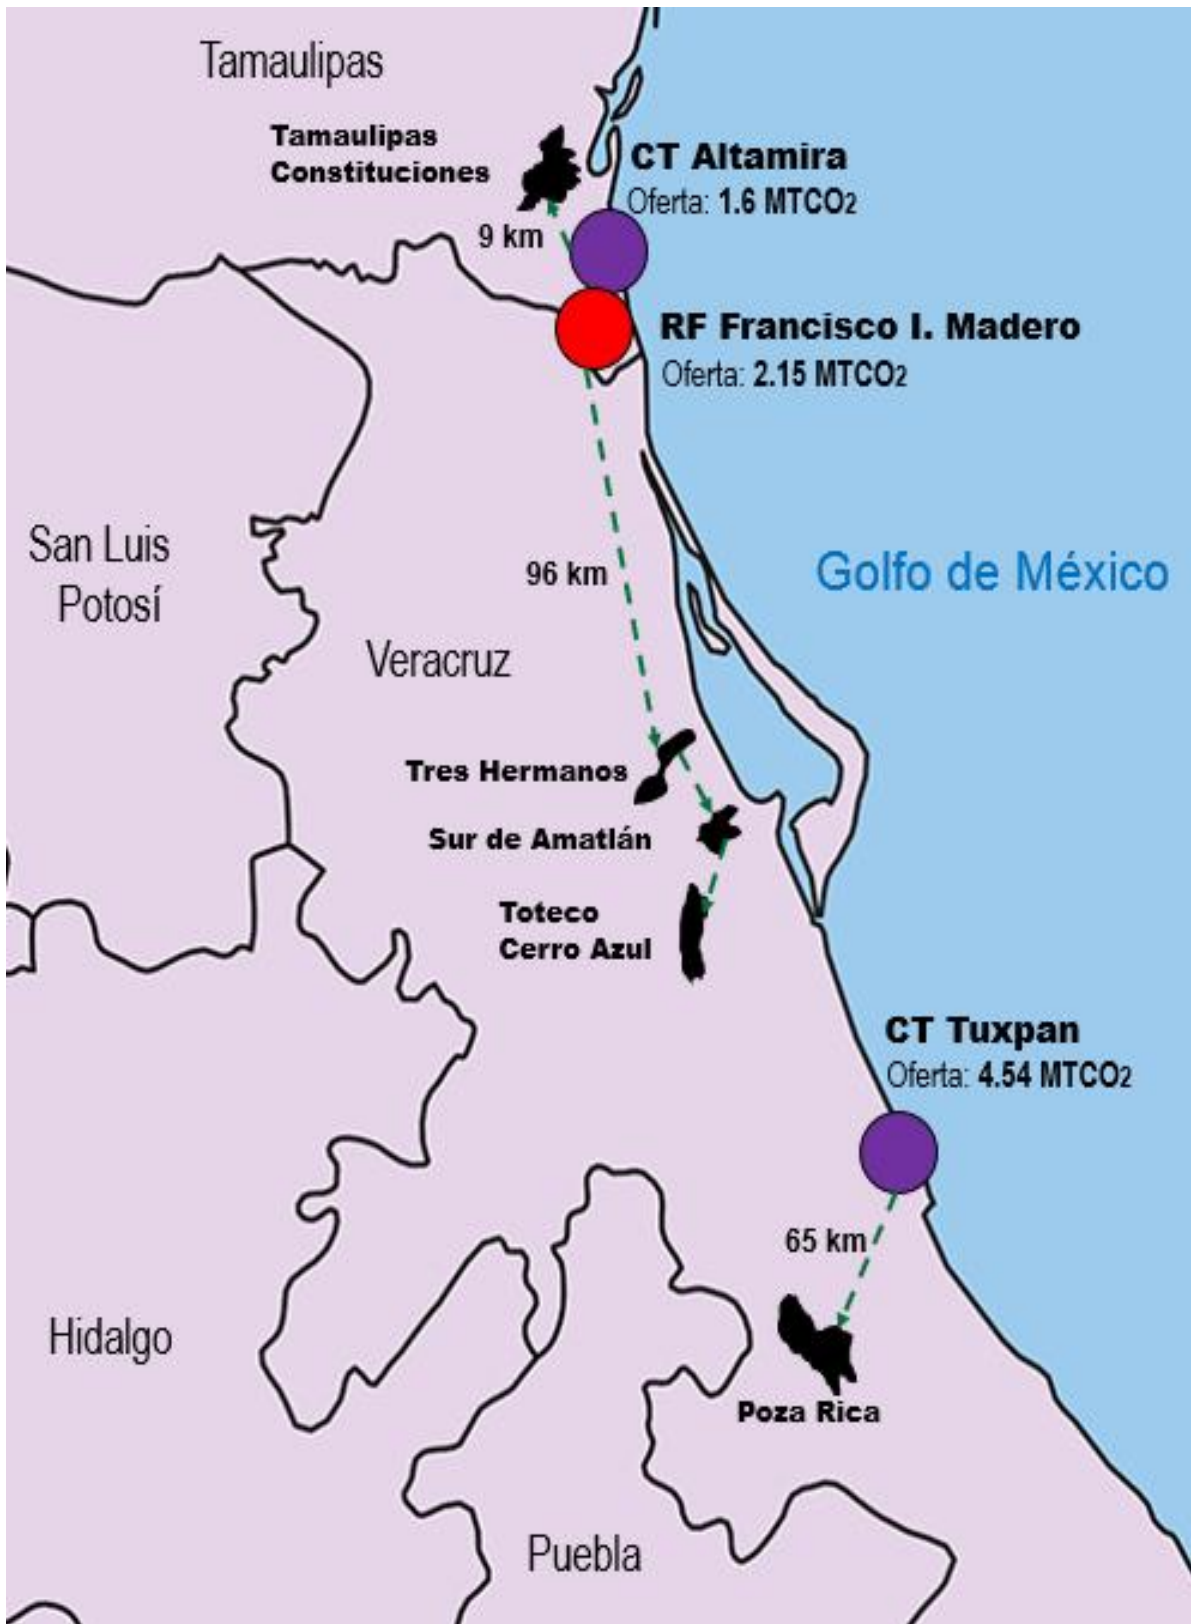 Tamaulipas
Tamaulipas
Constituciones
CT Altamira
Oferta: 1.6 MTCO2
9 km
RF Francisco I. Madero
Oferta: 2.15 MTCO2
San Luis
Potosí
96 km
Golfo de México
Veracruz
Tres Hermanos
Sur de Amatlán
Toteco
Cerro Azul
CT Tuxpan
Oferta: 4.54 MTCO2
65 km
Hidalgo
Poza Rica
Puebla